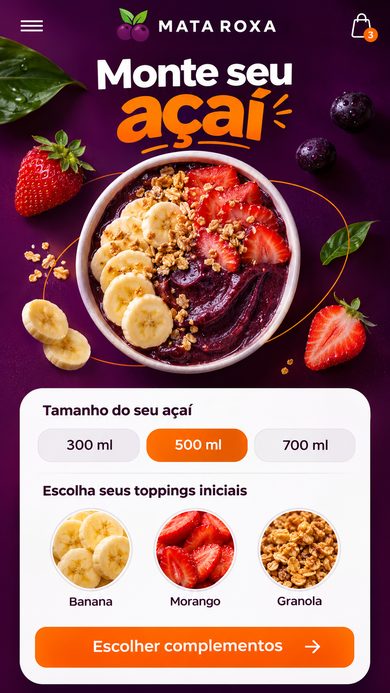 MATA ROXA
3
Monte seu
açaí
Tamanho do seu açaí
300 ml
500 ml
700 ml
Escolha seus toppings iniciais
Banana
Morango
Granola
Escolher complementos